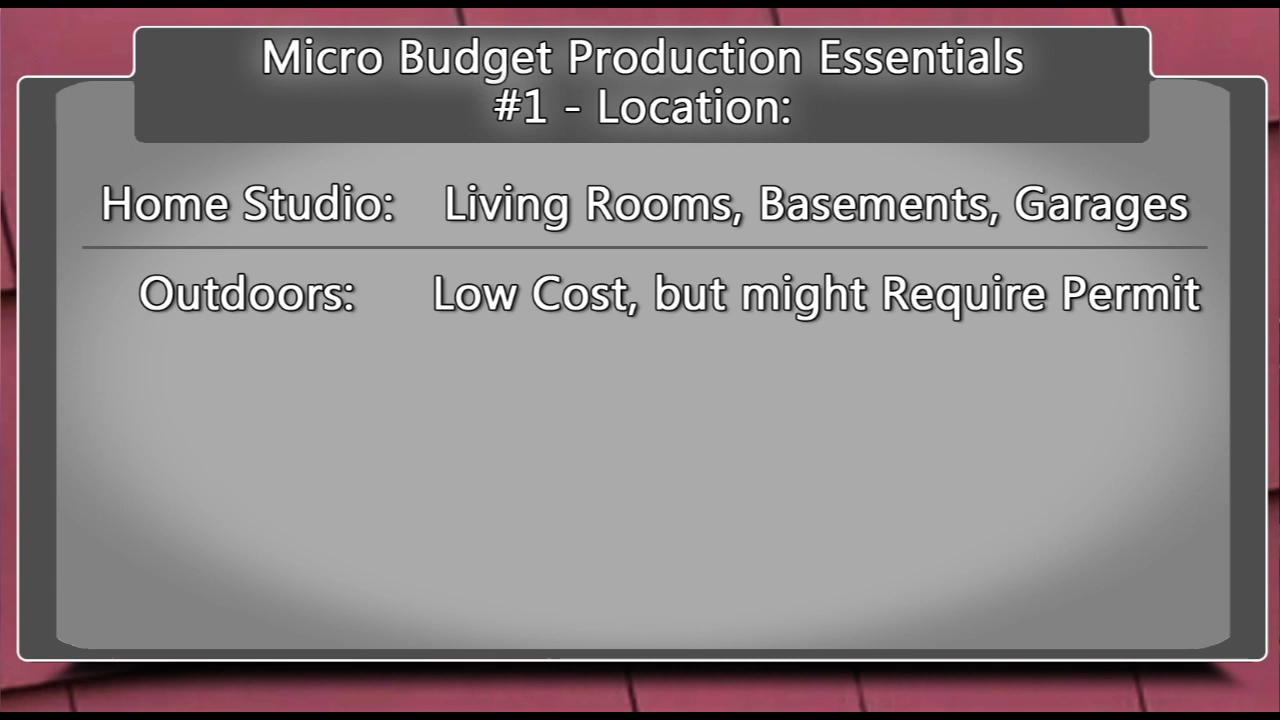 Micro Budget Production Essentials
#1 - Location:
Home Studio: Living Rooms, Basements, Garages
Outdoors: Low Cost, but might Require Permit